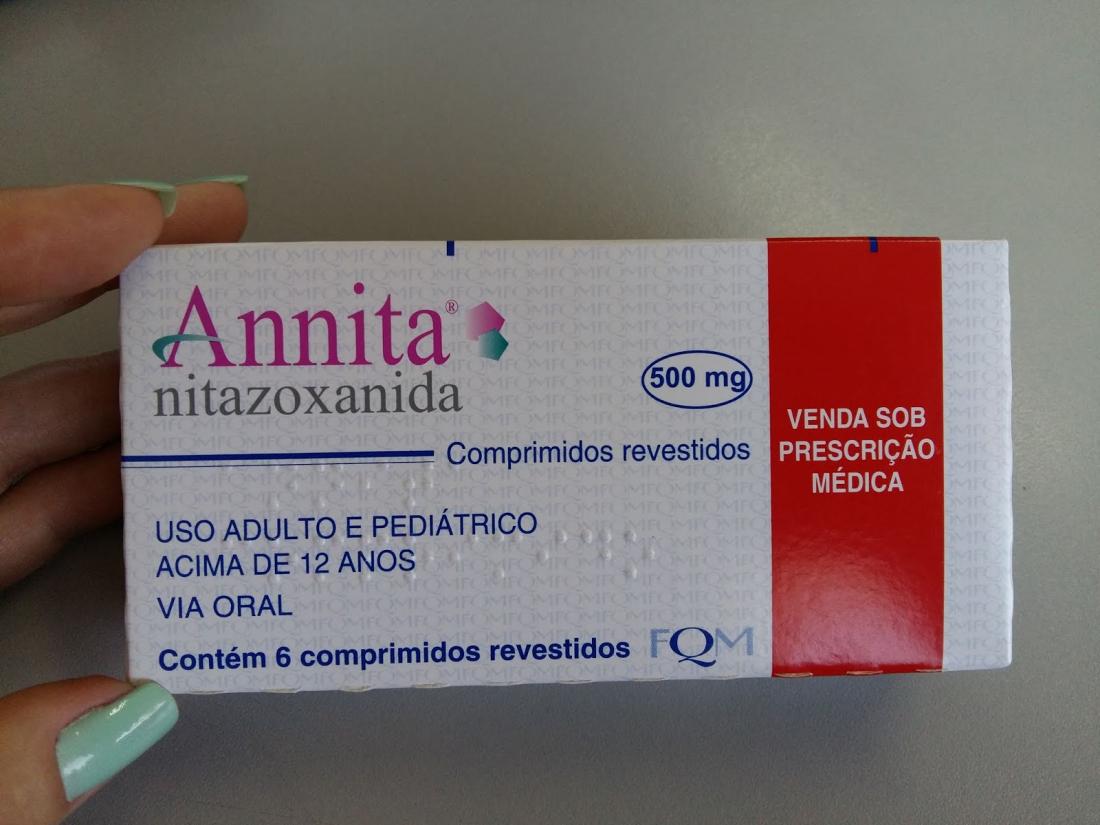 Annita®
nitazoxanida
500 mg
Comprimidos revestidos
USO ADULTO E PEDIÁTRICO
ACIMA DE 12 ANOS
VIA ORAL
Contém 6 comprimidos revestidos
FQM
VENDA SOB
PRESCRIÇÃO
MÉDICA